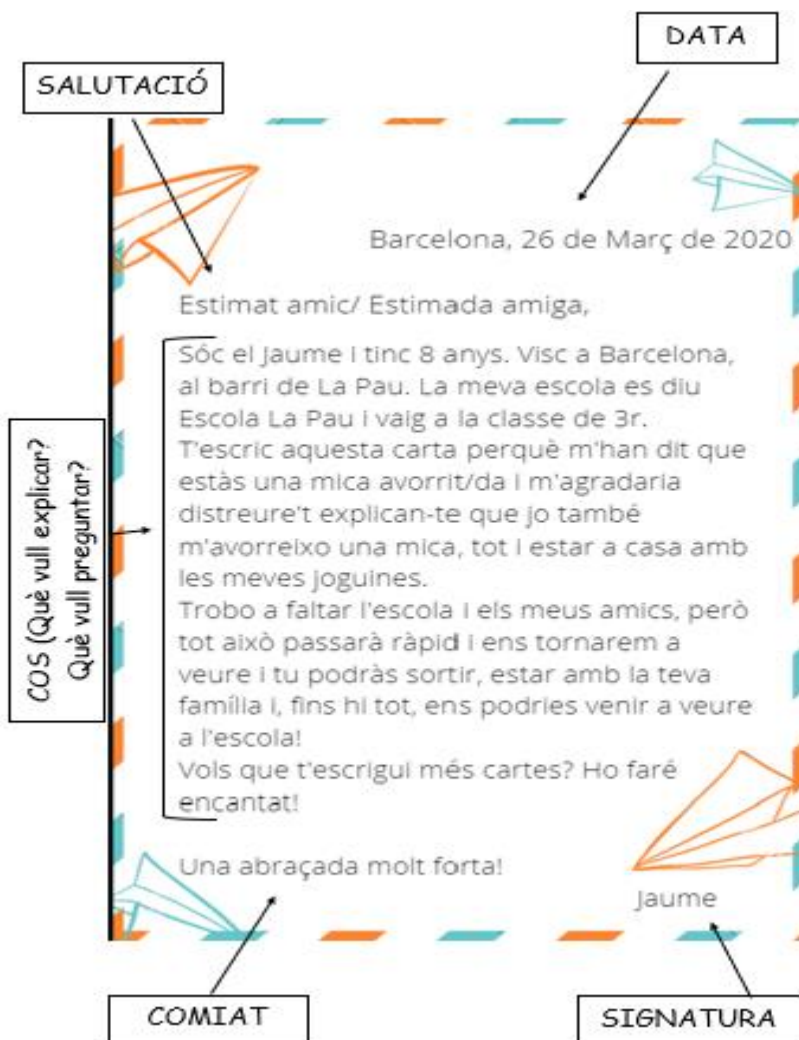 DATA
SALUTACIÓ
Barcelona, 26 de Març de 2020
Estimat amic/ Estimada amiga,
Sóc el Jaume i tinc 8 anys. Visc a Barcelona,
al barri de La Pau. La meva escola es diu
Escola La Pau i vaig a la classe de 3r.
T'escric aquesta carta perquè m'han dit que
estàs una mica avorrit/da i m'agradaria
distreure't explican-te que jo també
m'avorreixo una mica, tot i estar a casa amb
les meves joguines.
Trobo a faltar l'escola i els meus amics, però
tot això passarà ràpid i ens tornarem a
veure i tu podràs sortir, estar amb la teva
família i, fins hi tot, ens podries venir a veure
a l'escola!
Vols que t'escrigui més cartes? Ho faré
encantat!
COS (Què vull explicar?
Què vull preguntar?
Una abraçada molt forta!
Jaume
COMIAT
SIGNATURA